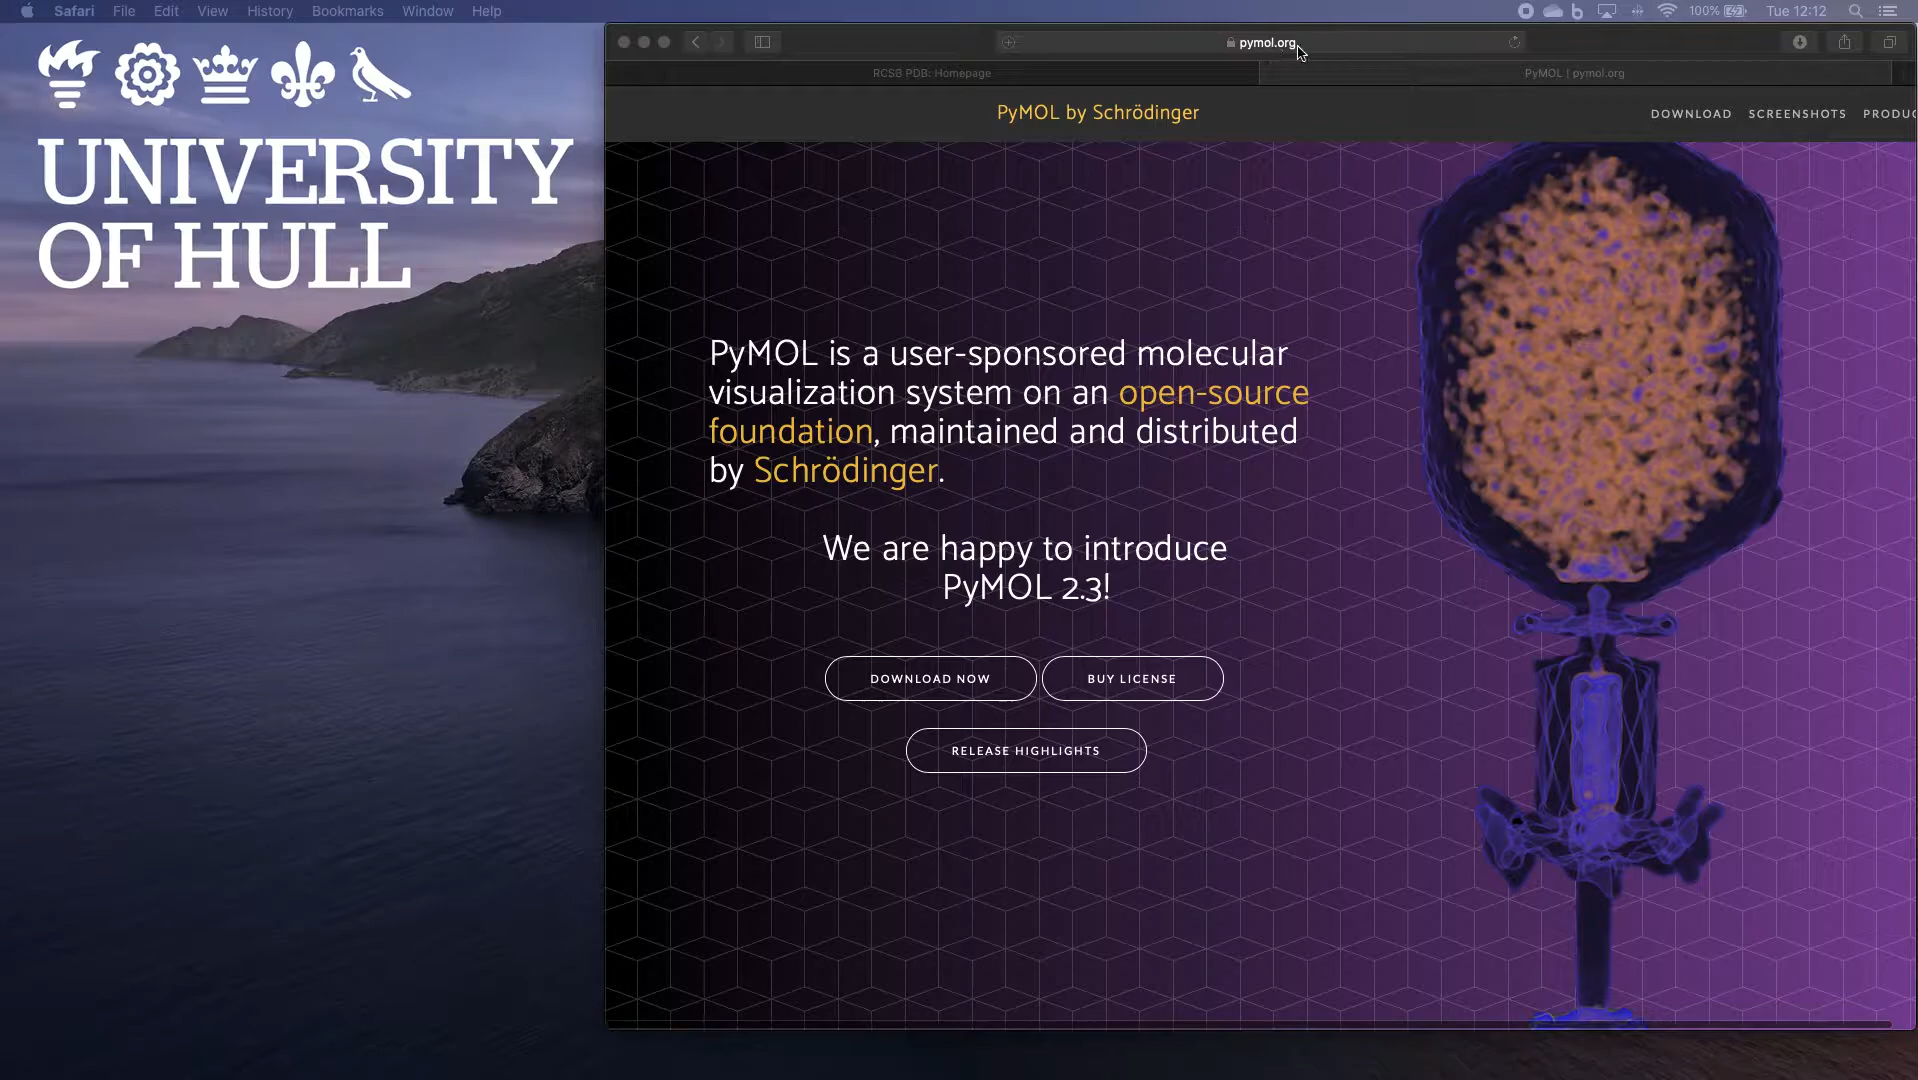 Safari File Edit View History Bookmarks Window Help
100% Tue 12:12
UNIVERSITY
OF HULL
pymol.org
RCSB PDB: Homepage
PyMOL | pymol.org
PyMOL by Schrödinger
DOWNLOAD SCREENSHOTS PRODUC
PyMOL is a user-sponsored molecular
visualization system on an open-source
foundation, maintained and distributed
by Schrödinger.
We are happy to introduce
PyMOL 2.3!
DOWNLOAD NOW
BUY LICENSE
RELEASE HIGHLIGHTS